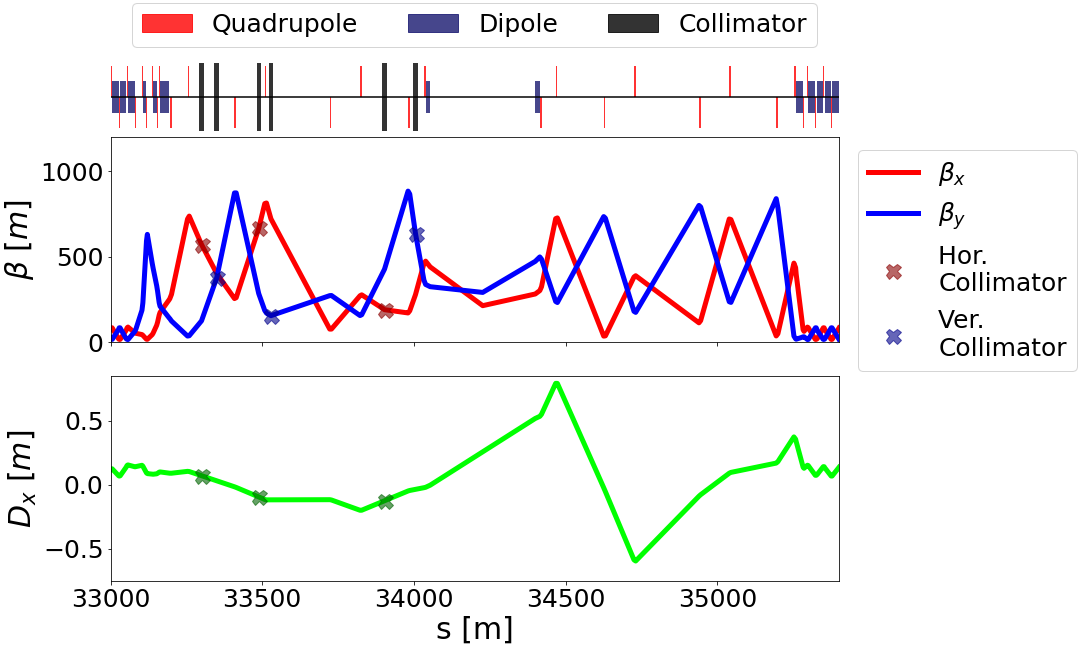 Quadrupole Dipole Collimator
1000
500
0
β [m]
βx
βy
Hor.
Collimator
Ver.
Collimator
0.5
0.0
−0.5
Dx [m]
33000 33500 34000 34500 35000
s [m]